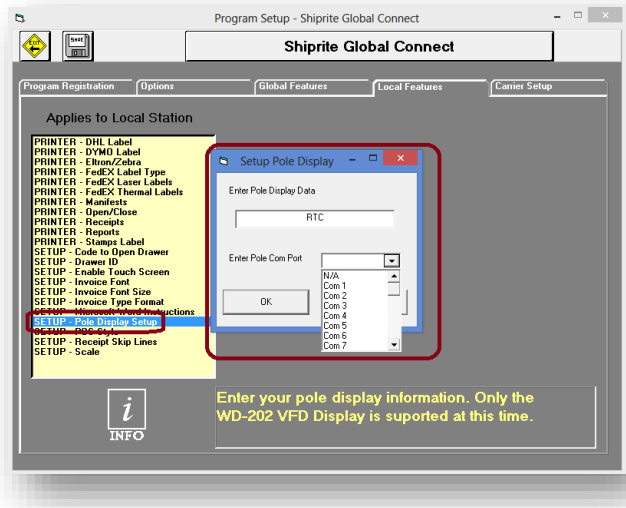 Program Setup - Shiprite Global Connect
EXIT
SAVE
Shiprite Global Connect
Program Registration
Options
Global Features
Local Features
Carrier Setup
Applies to Local Station
PRINTER - DHL Label
PRINTER - DYMO Label
PRINTER - Eltron/Zebra
PRINTER - FedEX Label Type
PRINTER - FedEX Laser Labels
PRINTER - FedEX Thermal Labels
PRINTER - Manifests
PRINTER - Open/Close
PRINTER - Receipts
PRINTER - Reports
PRINTER - Stamps Label
SETUP - Code to Open Drawer
SETUP - Drawer ID
SETUP - Enable Touch Screen
SETUP - Invoice Font
SETUP - Invoice Font Size
SETUP - Invoice Type Format
SETUP - Microsoft Word Instructions
SETUP - Pole Display Setup
SETUP - POS Style
SETUP - Receipt Skip Lines
SETUP - Scale
Setup Pole Display
Enter Pole Display Data
RTC
Enter Pole Com Port
N/A
Com 1
Com 2
Com 3
Com 4
Com 5
Com 6
Com 7
OK
i
INFO
Enter your pole display information. Only the
WD-202 VFD Display is suported at this time.